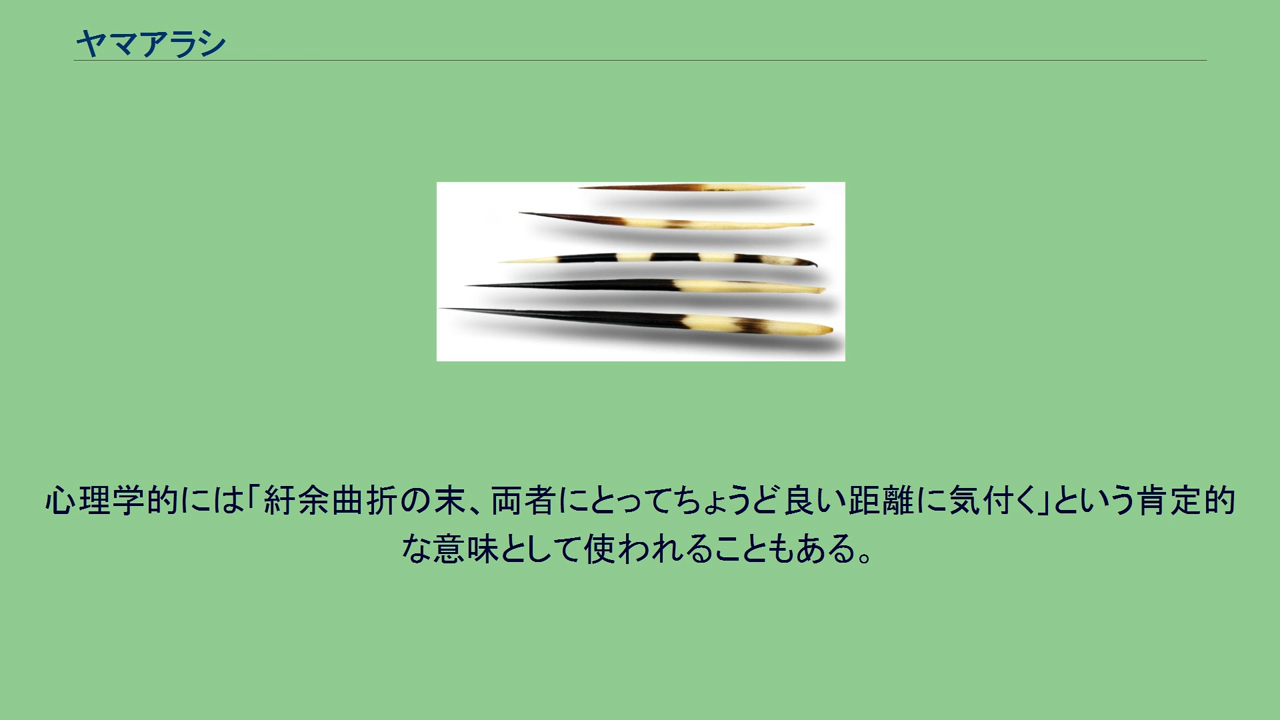 ヤマアラシ
心理学的には「紆余曲折の末、両者にとってちょうど良い距離に気付く」という肯定的
な意味として使われることもある。